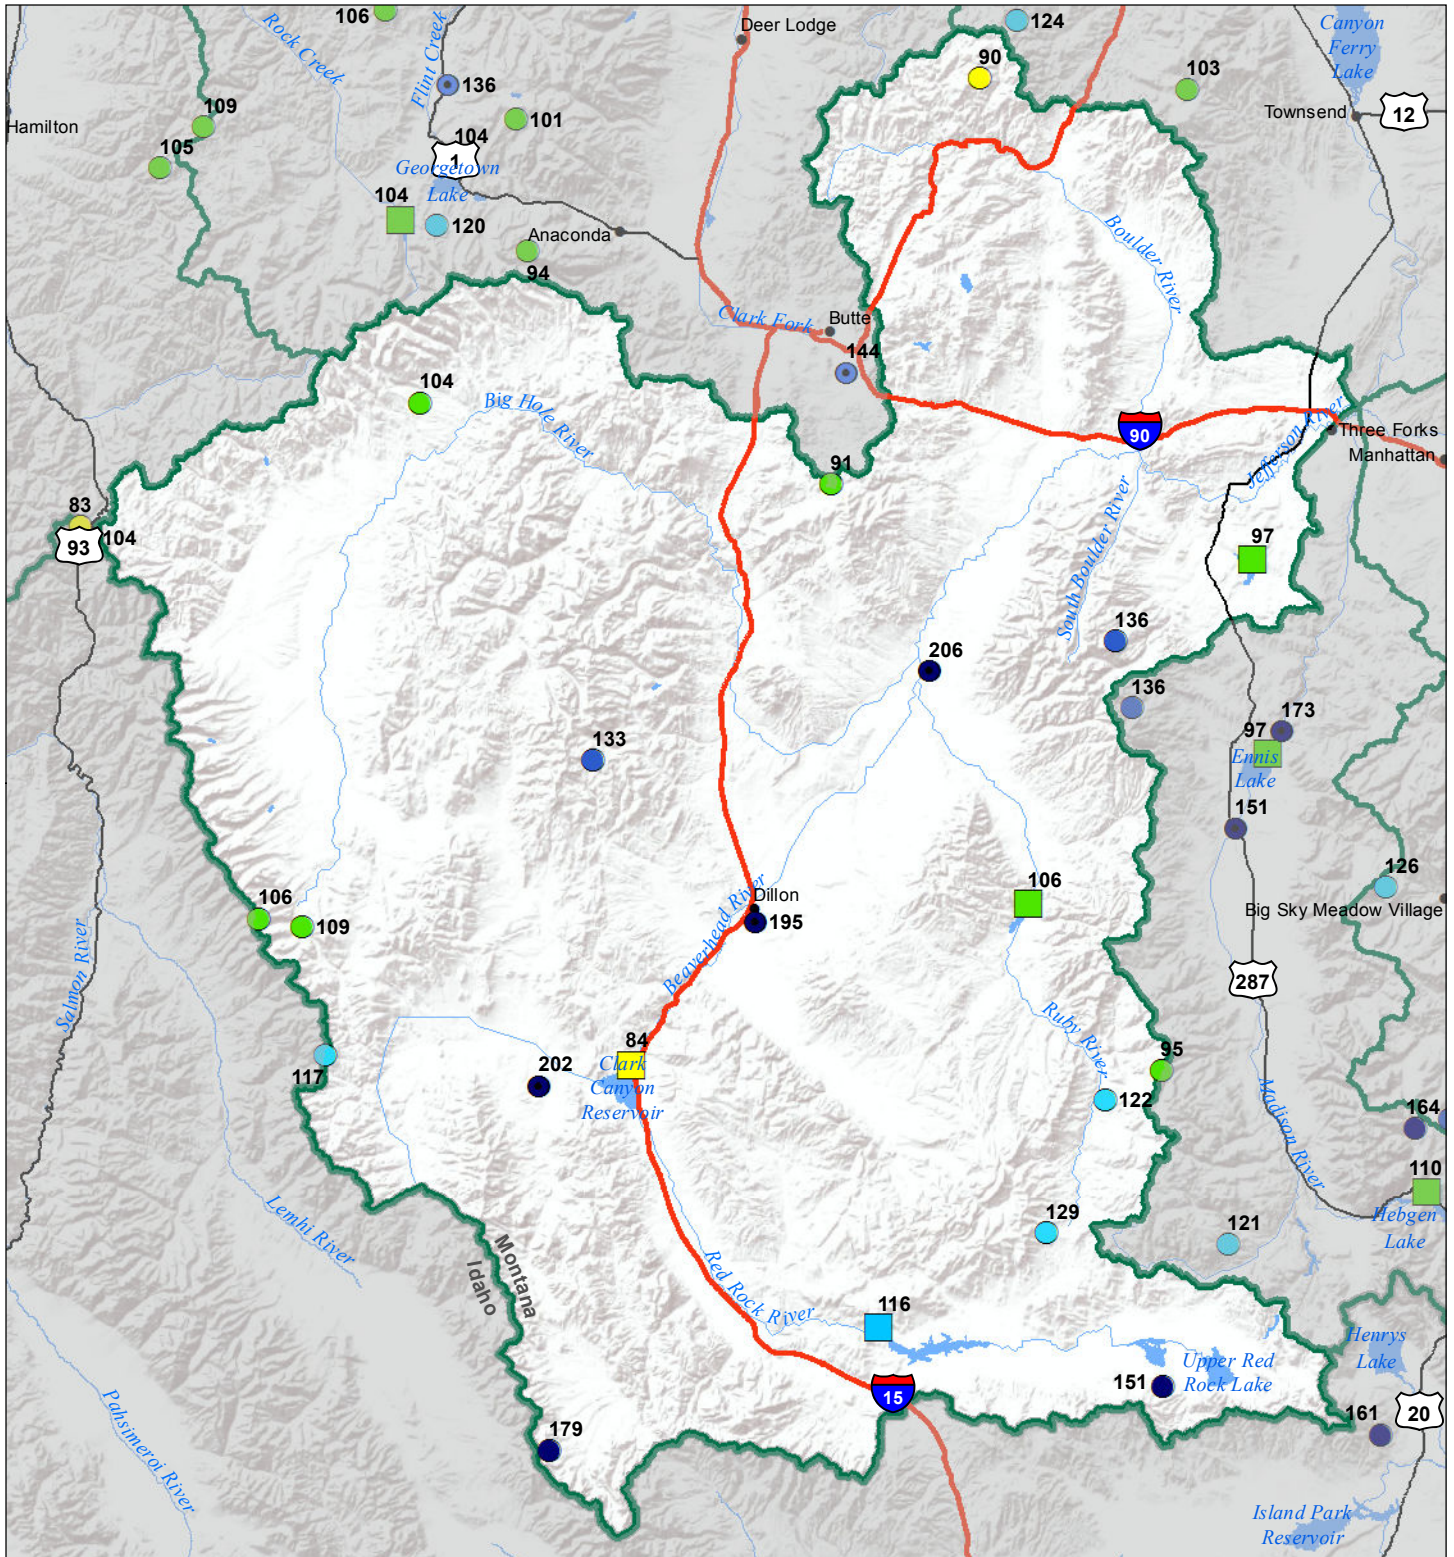 106
Rock Creek
Flint Creek
Deer Lodge
124
Canyon
Ferry
Lake
90
103
136
Townsend
12
109
101
Hamilton
104
105
1
Georgetown
Lake
104
120
Anaconda
94
Boulder River
Clark Fork
Butte
144
104
Big Hole River
Jefferson River
90
Three Forks
Manhattan
91
83
93
104
South Boulder River
97
136
206
136
173
97
Ennis
Lake
133
151
126
106
Big Sky Meadow Village
Dillon
195
106
109
Beaverhead River
Salmon River
287
Ruby River
84
Clark
Canyon
Reservoir
202
117
95
122
Madison River
164
110
Hebgen
Lake
Lemhi River
Montana
Idaho
129
121
Red Rock River
116
Henrys
Lake
Upper Red
Rock Lake
151
15
20
161
Pahsimeroi River
179
Island Park
Reservoir